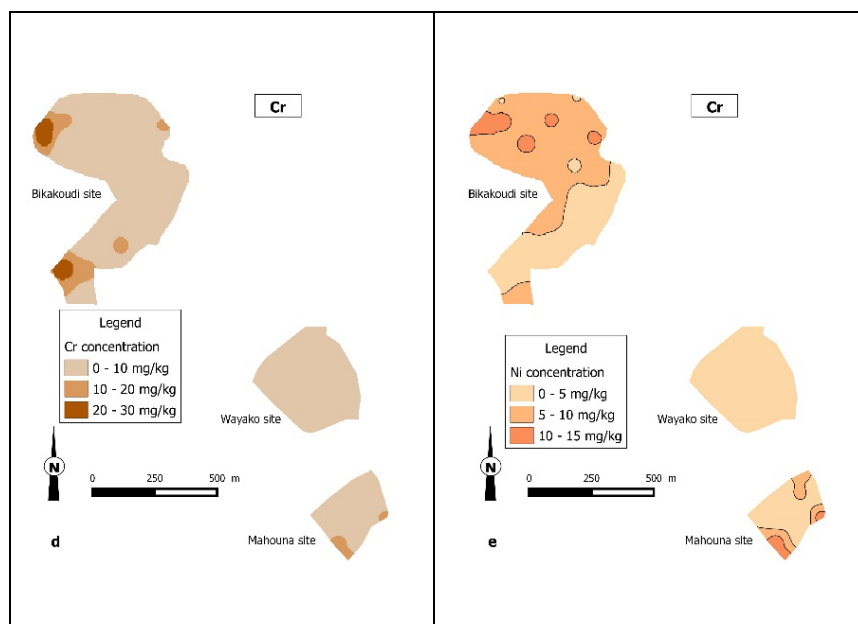 Cr
Bikakoudi site
Legend
Cr concentration
0 - 10 mg/kg
10 - 20 mg/kg
20 - 30 mg/kg
Wayako site
N
0 250 500 m
d
Mahouna site
Cr
Bikakoudi site
Legend
Ni concentration
0 - 5 mg/kg
5 - 10 mg/kg
10 - 15 mg/kg
Wayako site
N
0 250 500 m
e
Mahouna site